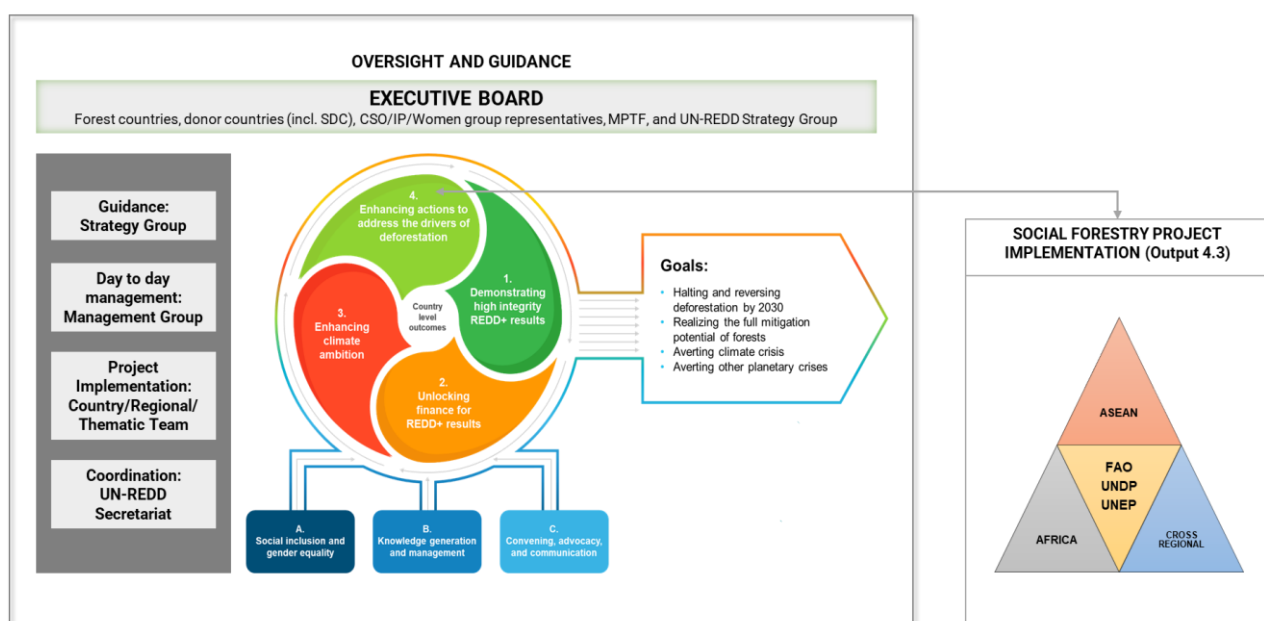 OVERSIGHT AND GUIDANCE
EXECUTIVE BOARD
Forest countries, donor countries (incl. SDC), CSO/IP/Women group representatives, MPTF, and UN-REDD Strategy Group
Guidance:
Strategy Group
Day to day
management:
Management Group
Project
Implementation:
Country/Regional/
Thematic Team
Coordination:
UN-REDD
Secretariat
4.
Enhancing actions to
address the drivers of
deforestation
1.
Demonstrating
high integrity
REDD+ results
3.
Enhancing
climate
ambition
Country
level
outcomes
2.
Unlocking
finance for
REDD+ results
A.
Social inclusion and
gender equality
B.
Knowledge generation
and management
C.
Convening, advocacy,
and communication
Goals:
• Halting and reversing
deforestation by 2030
• Realizing the full mitigation
potential of forests
• Averting climate crisis
• Averting other planetary crises
SOCIAL FORESTRY PROJECT
IMPLEMENTATION (Output 4.3)
ASEAN
FAO
UNDP
UNEP
AFRICA
CROSS
REGIONAL